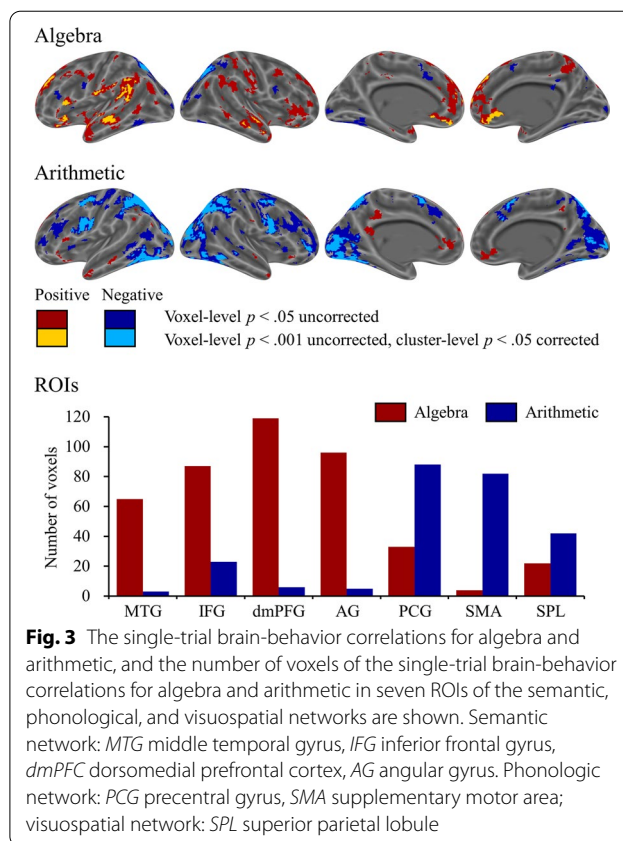 Algebra
Arithmetic
Positive Negative
Voxel-level p < .05 uncorrected
Voxel-level p < .001 uncorrected, cluster-level p < .05 corrected
ROIs
Algebra Arithmetic
Number of voxels
120
100
80
60
40
20
0
MTG IFG dmPFG AG PCG SMA SPL
Fig. 3 The single-trial brain-behavior correlations for algebra and
arithmetic, and the number of voxels of the single-trial brain-behavior
correlations for algebra and arithmetic in seven ROIs of the semantic,
phonological, and visuospatial networks are shown. Semantic
network: MTG middle temporal gyrus, IFG inferior frontal gyrus,
dmPFC dorsomedial prefrontal cortex, AG angular gyrus. Phonologic
network: PCG precentral gyrus, SMA supplementary motor area;
visuospatial network: SPL superior parietal lobule